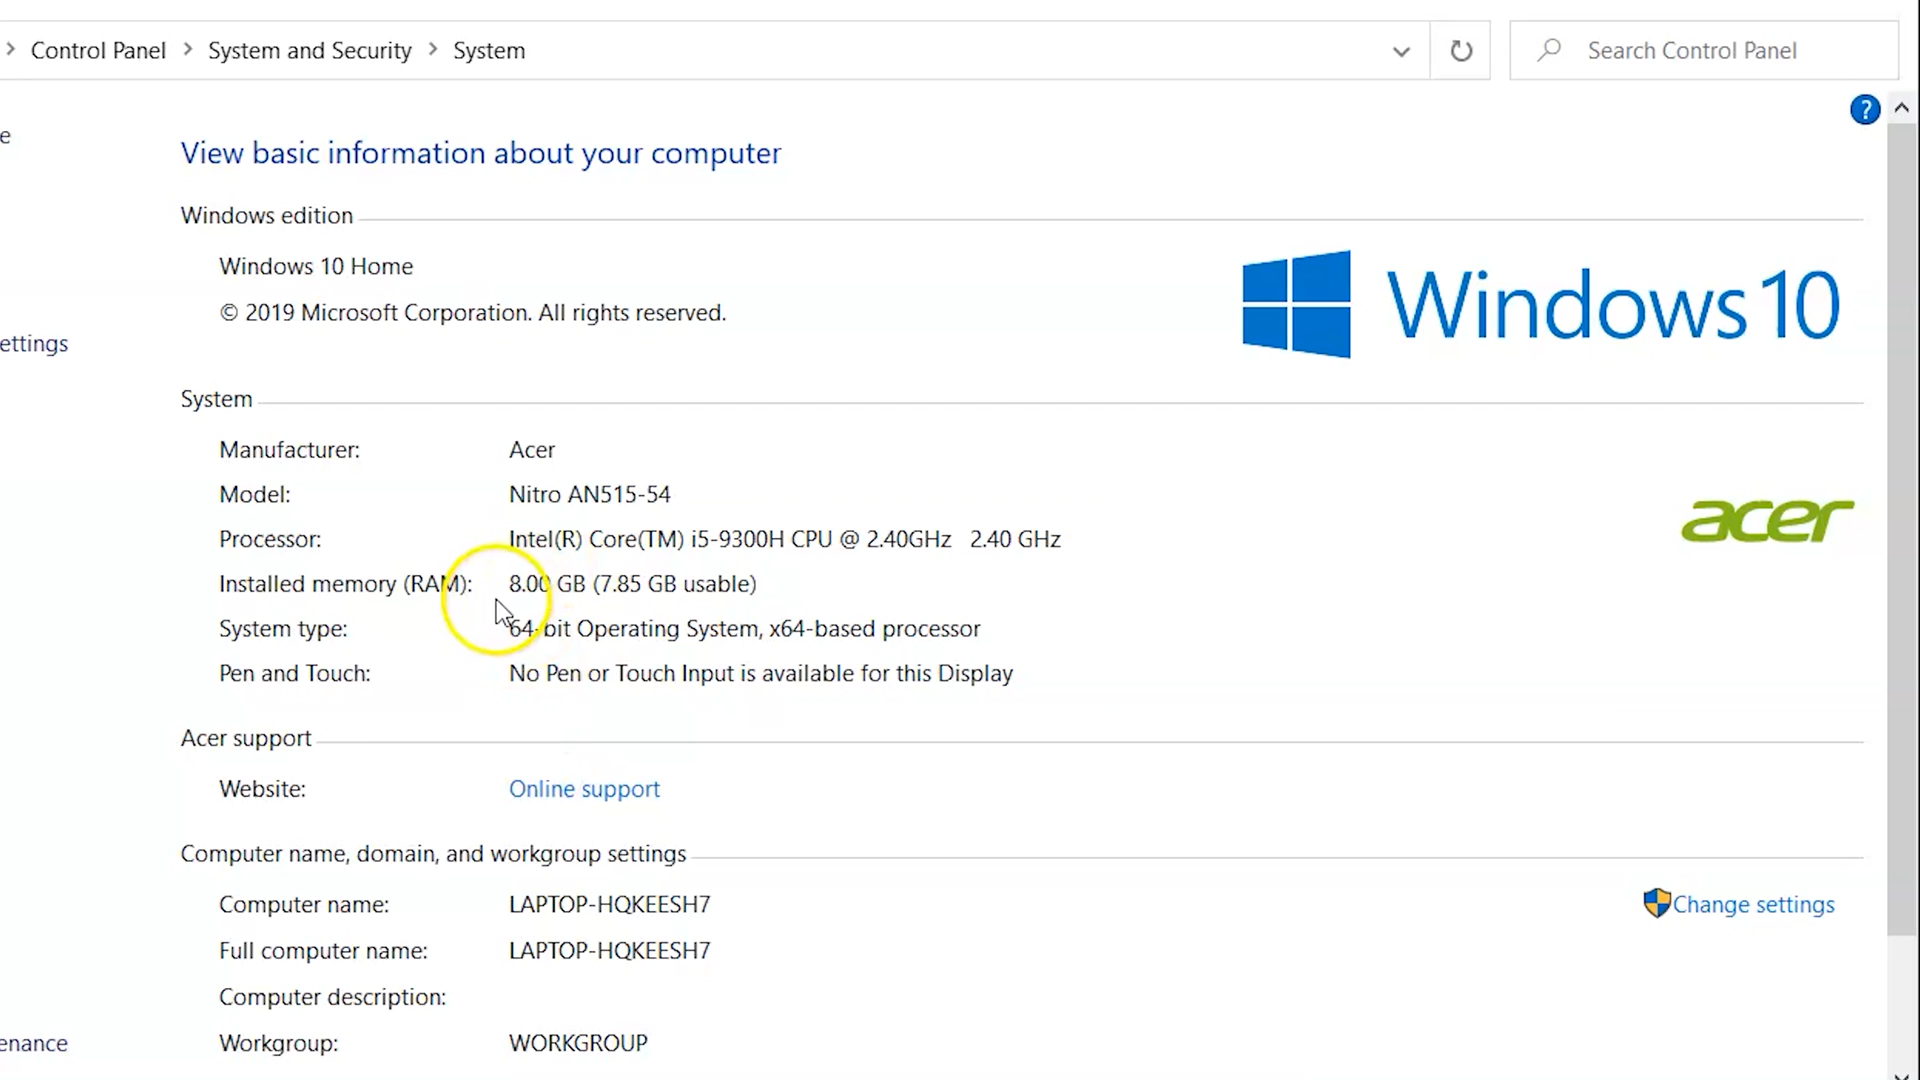 Control Panel > System and Security > System
Search Control Panel
?
e
View basic information about your computer
Windows edition
Windows 10 Home
© 2019 Microsoft Corporation. All rights reserved.
Windows 10
ettings
System
Manufacturer: Acer
Model: Nitro AN515-54
acer
Processor: Intel(R) Core(TM) i5-9300H CPU @ 2.40GHz 2.40 GHz
Installed memory (RAM): 8.00 GB (7.85 GB usable)
System type: 64-bit Operating System, x64-based processor
Pen and Touch: No Pen or Touch Input is available for this Display
Acer support
Website: Online support
Computer name, domain, and workgroup settings
Computer name: LAPTOP-HQKEESH7
Change settings
Full computer name: LAPTOP-HQKEESH7
Computer description:
enance
Workgroup: WORKGROUP